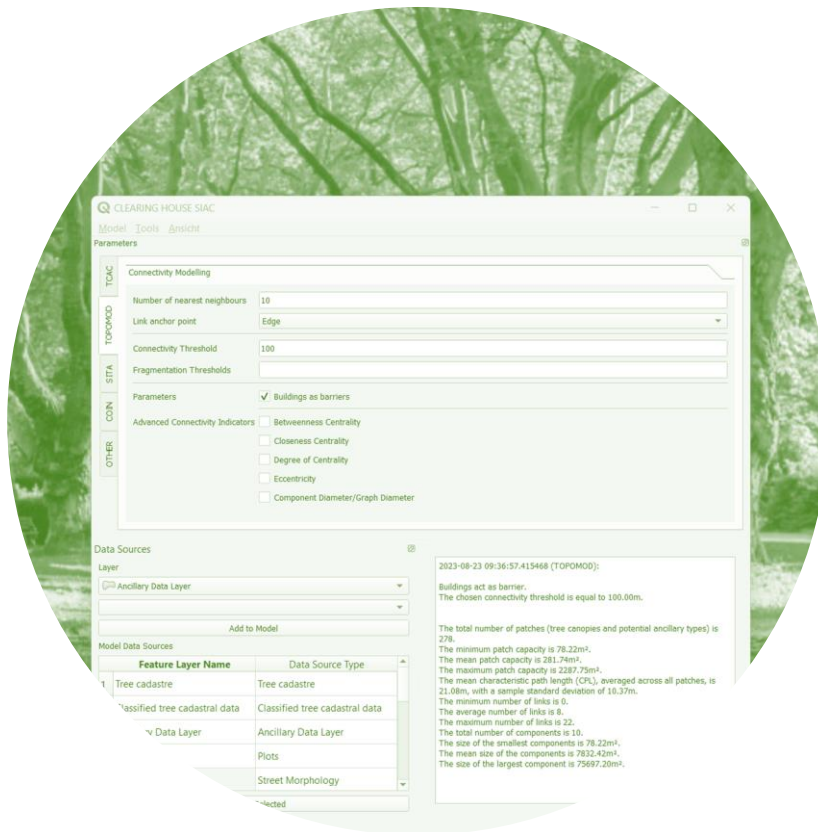 CLEARING HOUSE SIAC
Model Tools Ansicht
Parameters
TCAC
TOPOMOD
SITA
COIN
OTHER
Connectivity Modelling
Number of nearest neighbours 10
Link anchor point Edge
Connectivity Threshold 100
Fragmentation Thresholds
Parameters Buildings as barriers
Advanced Connectivity Indicators Betweenness Centrality
Closeness Centrality
Degree of Centrality
Eccentricity
Component Diameter/Graph Diameter
Data Sources
Layer
Ancillary Data Layer
Add to Model
Model Data Sources
Feature Layer Name Data Source Type
1 Tree cadastre Tree cadastre
Classified tree cadastral data Classified tree cadastral data
Data Layer Ancillary Data Layer
Plots
Street Morphology
2023-08-23 09:36:57.415468 (TOPOMOD):
Buildings act as barrier.
The chosen connectivity threshold is equal to 100.00m.
The total number of patches (tree canopies and potential ancillary types) is
278.
The minimum patch capacity is 78.22m².
The mean patch capacity is 281.74m².
The maximum patch capacity is 2287.75m².
The mean characteristic path length (CPL), averaged across all patches, is
21.08m, with a sample standard deviation of 10.37m.
The minimum number of links is 0.
The average number of links is 8.
The maximum number of links is 22.
The total number of components is 10.
The size of the smallest components is 78.22m².
The mean size of the components is 7832.42m².
The size of the largest component is 75697.20m².